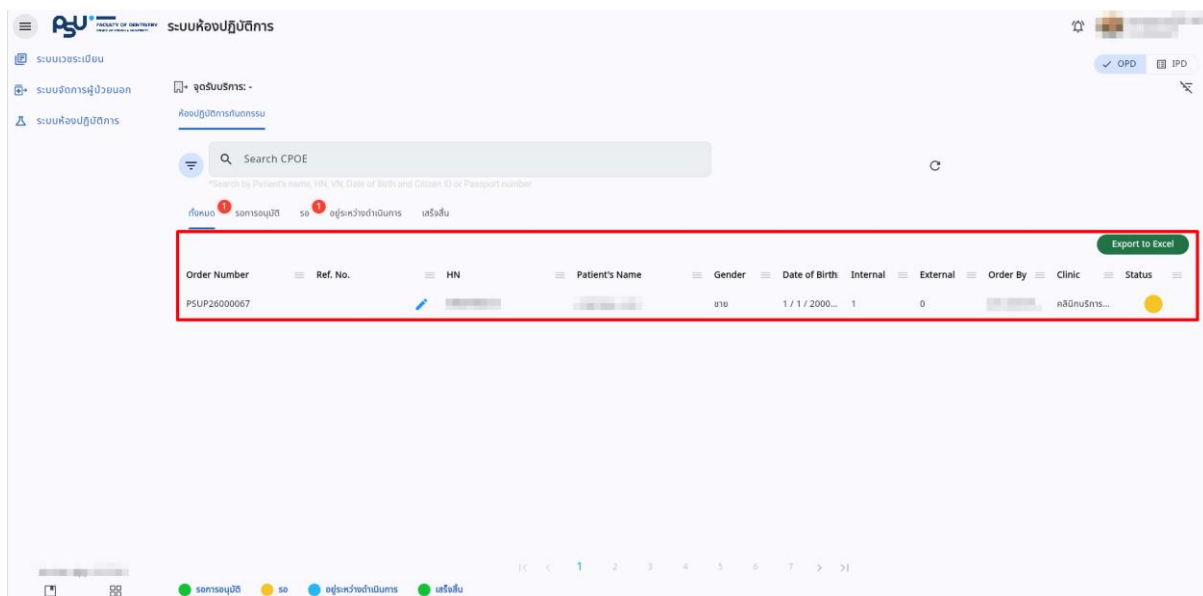 PSU FACULTY OF DENTISTRY ระบบห้องปฏิบัติการ
ระบบเวชระเบียน
OPD IPD
ระบบจัดการผู้ป่วยนอก
จุดรับบริการ: -
ระบบห้องปฏิบัติการ
ห้องปฏิบัติการทันตกรรม
Search CPOE
*Search by Patient's name, HN, VN, Date of Birth and Citizen ID or Passport number
ทั้งหมด 1 รอการอนุมัติ รอ 1 อยู่ระหว่างดำเนินการ เสร็จสิ้น
Export to Excel
Order Number Ref. No. HN Patient's Name Gender Date of Birth Internal External Order By Clinic Status
PSUP26000067 ชาย 1 / 1 / 2000... 1 0 คลินิกบริการ...
1 2 3 4 5 6 7
รอการอนุมัติ รอ อยู่ระหว่างดำเนินการ เสร็จสิ้น